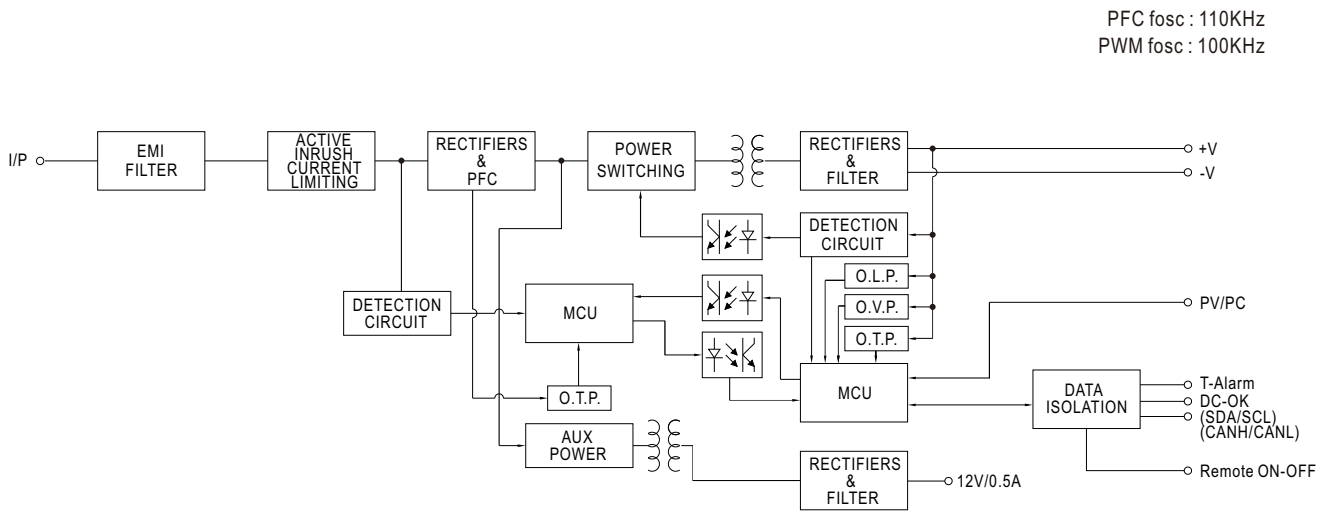 PFC fosc : 110KHz
PWM fosc : 100KHz
I/P
EMI
FILTER
ACTIVE
INRUSH
CURRENT
LIMITING
RECTIFIERS
&
PFC
POWER
SWITCHING
RECTIFIERS
&
FILTER
+V
-V
DETECTION
CIRCUIT
O.L.P.
O.V.P.
O.T.P.
DETECTION
CIRCUIT
MCU
PV/PC
MCU
O.T.P.
DATA
ISOLATION
T-Alarm
DC-OK
(SDA/SCL)
(CANH/CANL)
Remote ON-OFF
AUX
POWER
RECTIFIERS
&
FILTER
12V/0.5A